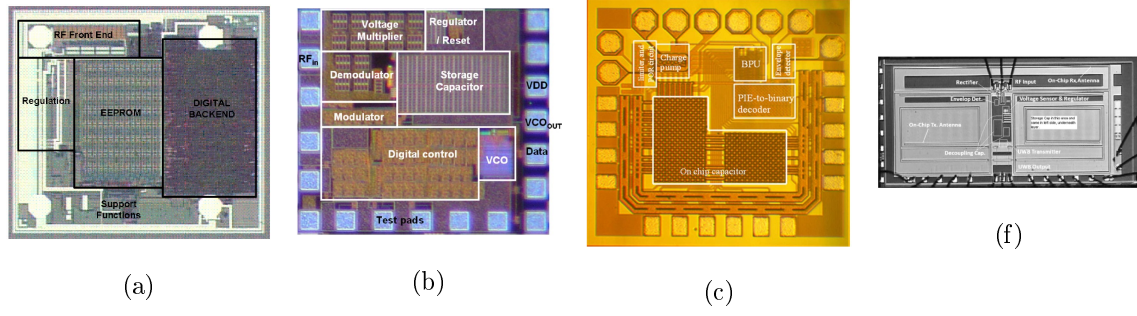 RF Front End
Regulation
EEPROM
DIGITAL
BACKEND
Support
Functions
(a)
Voltage
Multiplier
Regulator
/ Reset
RFin
Demodulator
Storage
Capacitor
VDD
Modulator
VCOOUT
Digital control
VCO
Data
Test pads
(b)
limiter, and
circuit
Charge
pump
BPU
Envelope
detector
PIE-to-binary
decoder
On chip capacitor
(c)
Rectifier
RF Input
On-Chip Rx. Antenna
Envelop Det.
Voltage Sensor & Regulator
On-Chip Tx. Antenna
Decoupling Cap.
UWB Transmitter
UWB Output
(f)